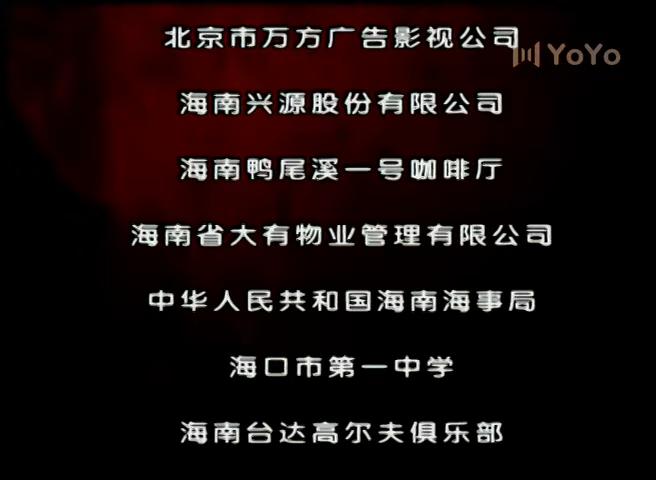 北京市万方广告影视公司
YoYo
海南兴源股份有限公司
海南鸭尾溪一号咖啡厅
海南省大有物业管理有限公司
中华人民共和国海南海事局
海口市第一中学
海南台达高尔夫俱乐部